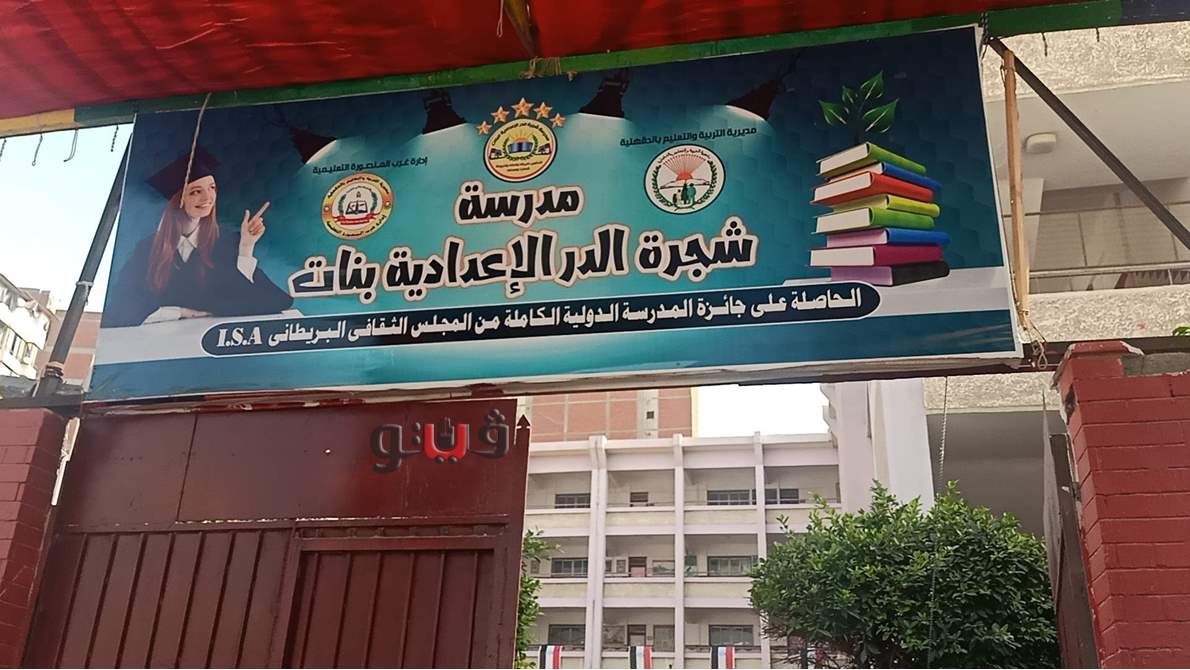 مديرية التربية والتعليم بالدقهلية
إدارة غرب المنصورة التعليمية
مدرسة
شجرة الدر الإعدادية بنات
الحاصلة على جائزة المدرسة الدولية الكاملة من المجلس الثقافى البريطانى I.S.A
ڤيتو